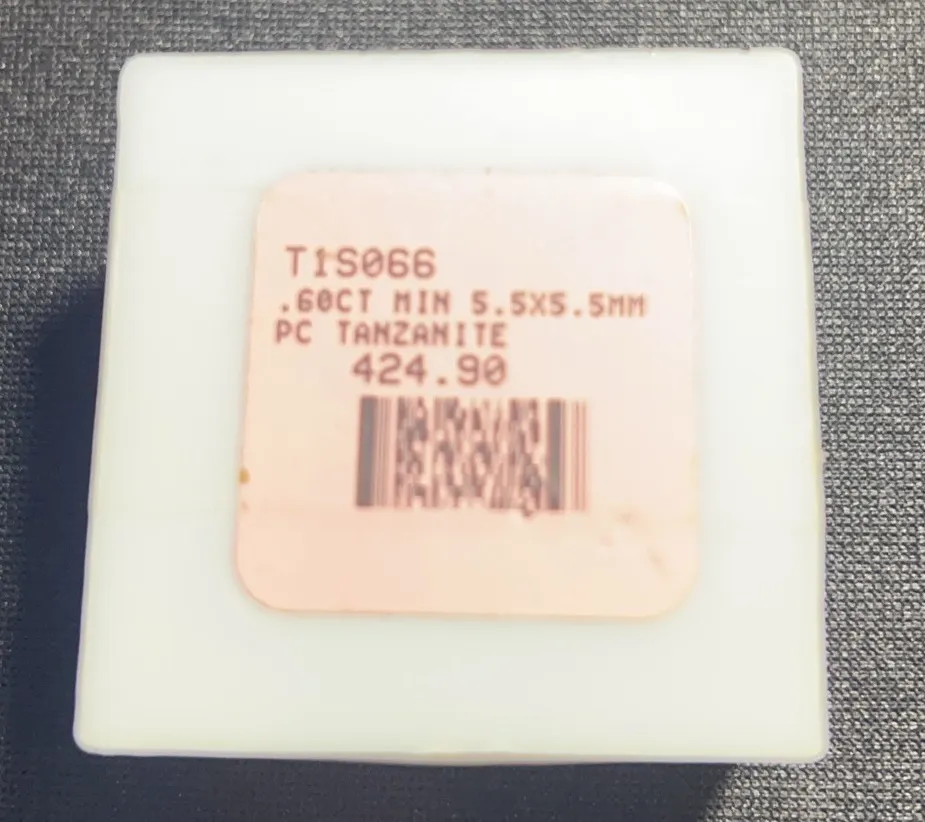 T1S066
.60CT MIN 5.5X5.5MM
PC TANZANITE
424.90